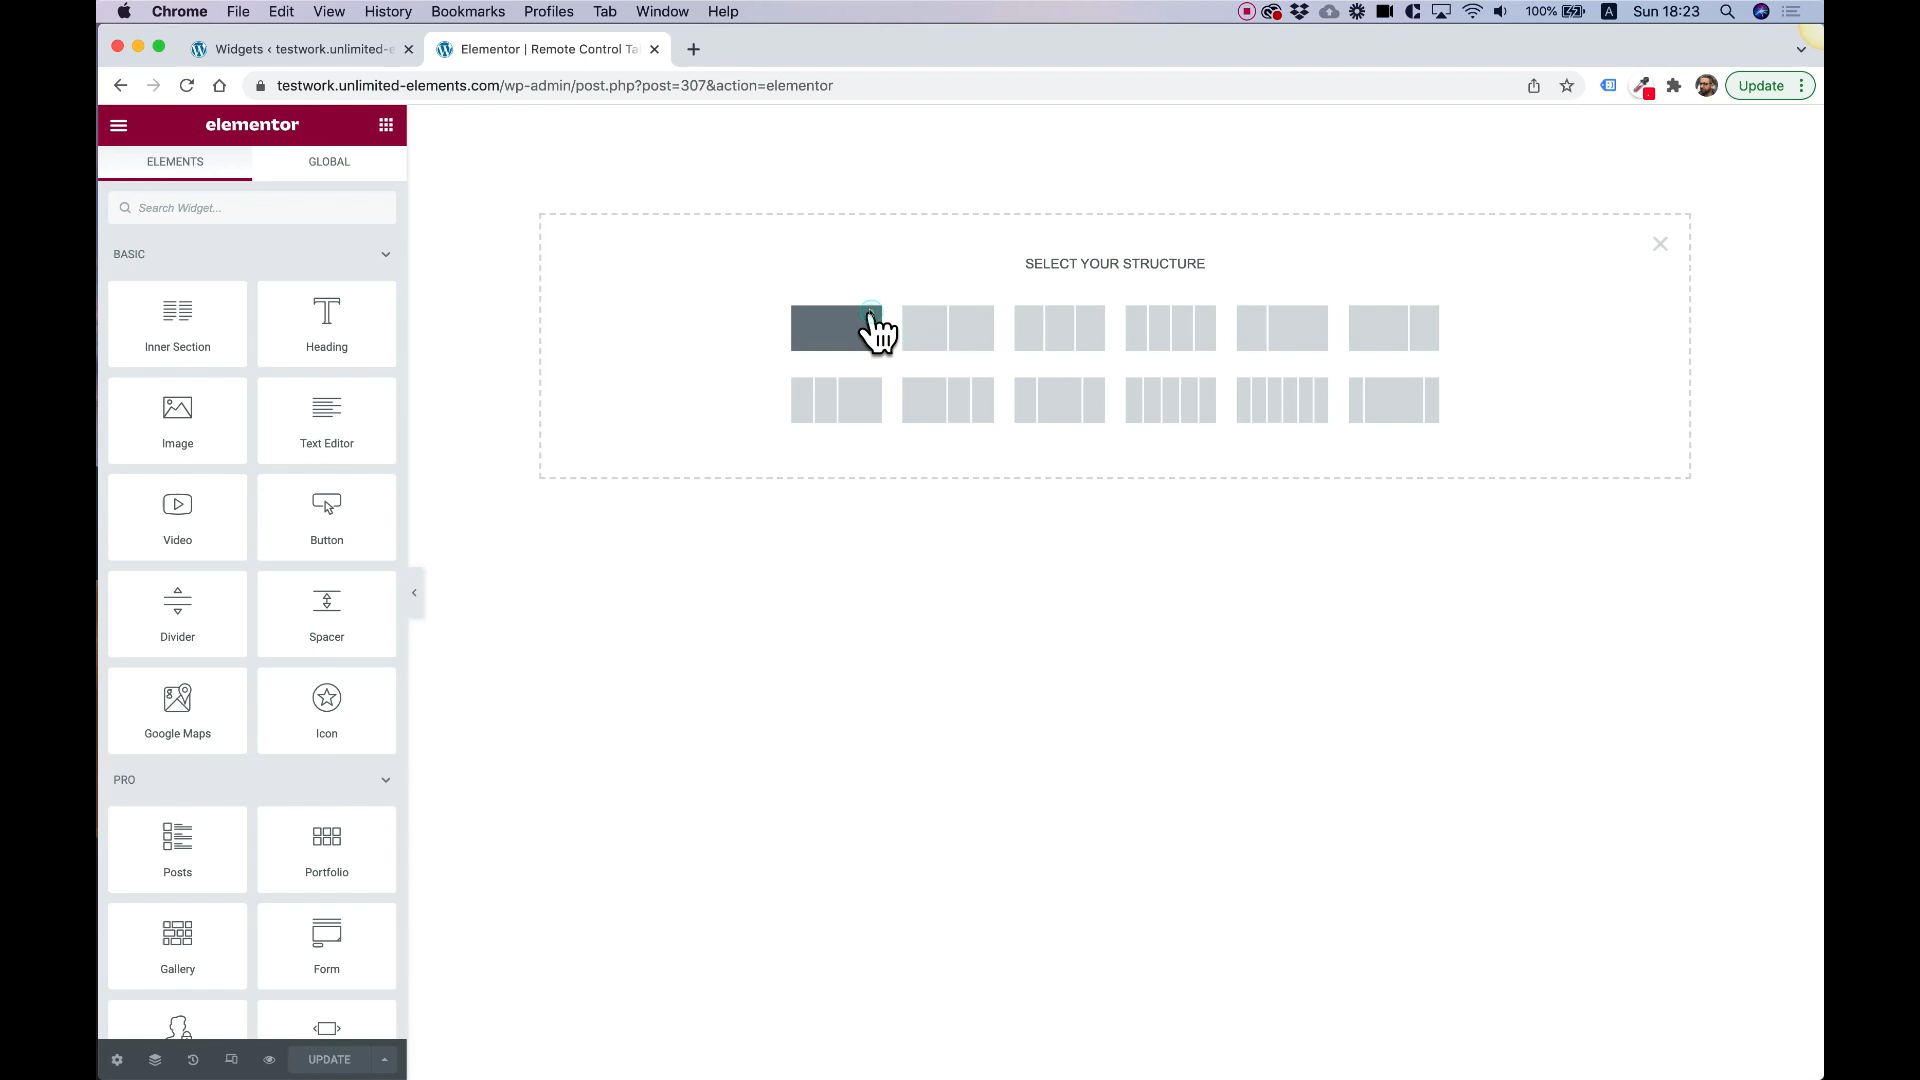 Chrome File Edit View History Bookmarks Profiles Tab Window Help 100% A Sun 18:23
Widgets ‹ testwork.unlimited-e
Elementor | Remote Control Ta
testwork.unlimited-elements.com/wp-admin/post.php?post=307&action=elementor
Update
elementor
ELEMENTS GLOBAL
Search Widget...
BASIC
SELECT YOUR STRUCTURE
Inner Section Heading
Image Text Editor
Video Button
Divider Spacer
Google Maps Icon
PRO
Posts Portfolio
Gallery Form
UPDATE